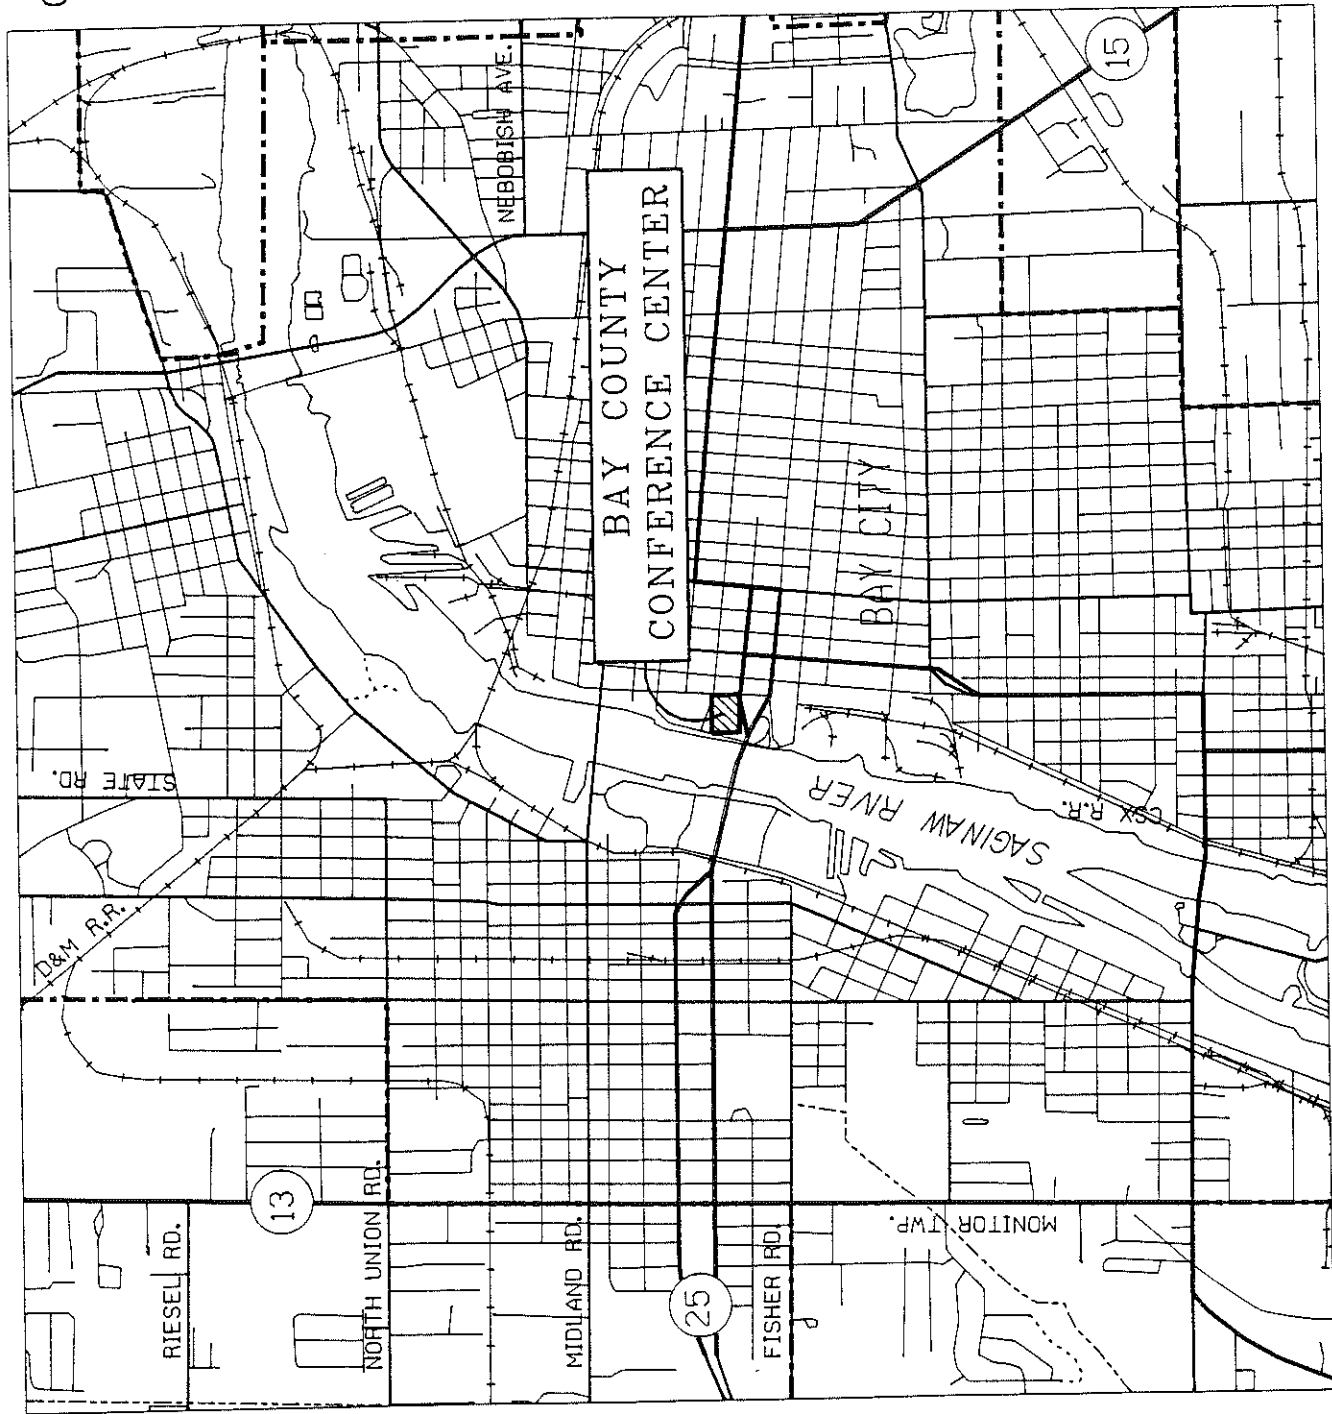 NEBOBISH AVE.
15
BAY COUNTY
CONFERENCE CENTER
BAY CITY
STATE RD.
SAGINAW RIVER
CSX R.R.
D&M R.R.
13
RIESEL RD.
NORTH UNION RD.
MIDLAND RD.
25
FISHER RD.
MONITOR TWP.